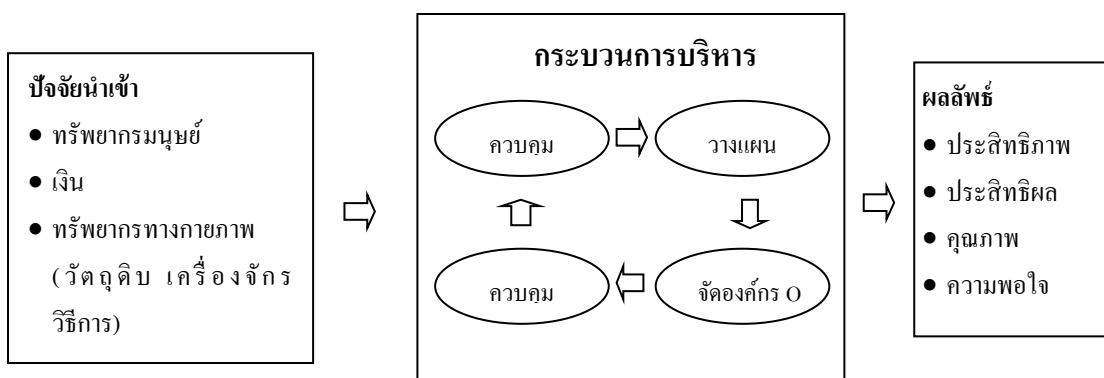 ปัจจัยนำเข้า
● ทรัพยากรมนุษย์
● เงิน
● ทรัพยากรทางกายภาพ
(วัตถุดิบ เครื่องจักร
วิธีการ)
กระบวนการบริหาร
ควบคุม
วางแผน
ควบคุม
จัดองค์กร O
ผลลัพธ์
● ประสิทธิภาพ
● ประสิทธิผล
● คุณภาพ
● ความพอใจ